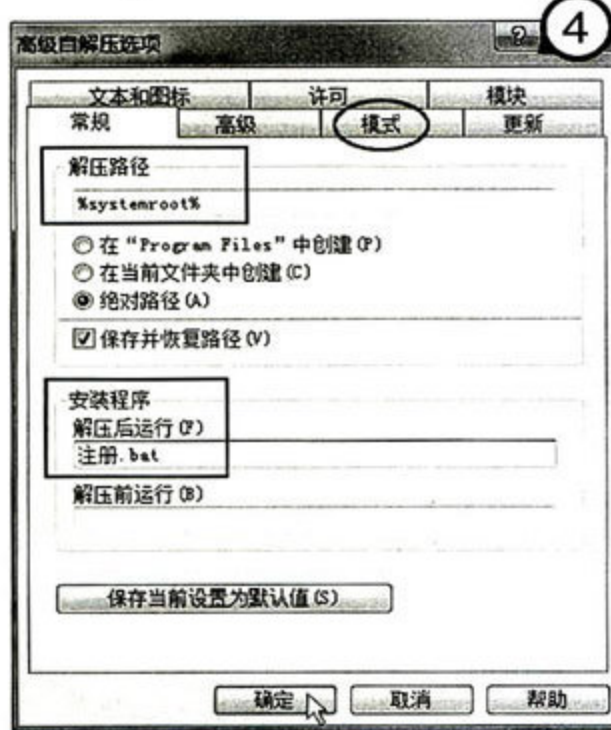 ④
高级自解压选项
文本和图标 许可 模块
常规 高级 模式 更新
解压路径
%systemroot%
在“Program Files”中创建(P)
在当前文件夹中创建(C)
绝对路径(A)
保存并恢复路径(V)
安装程序
解压后运行(F)
注册.bat
解压前运行(B)
保存当前设置为默认值(S)
确定 取消 帮助